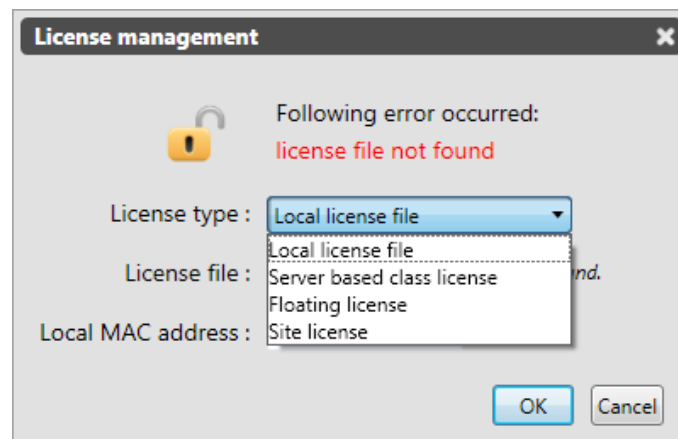 License management
Following error occurred:
license file not found
License type : Local license file
Local license file
License file : Server based class license
Floating license
Local MAC address : Site license
OK Cancel